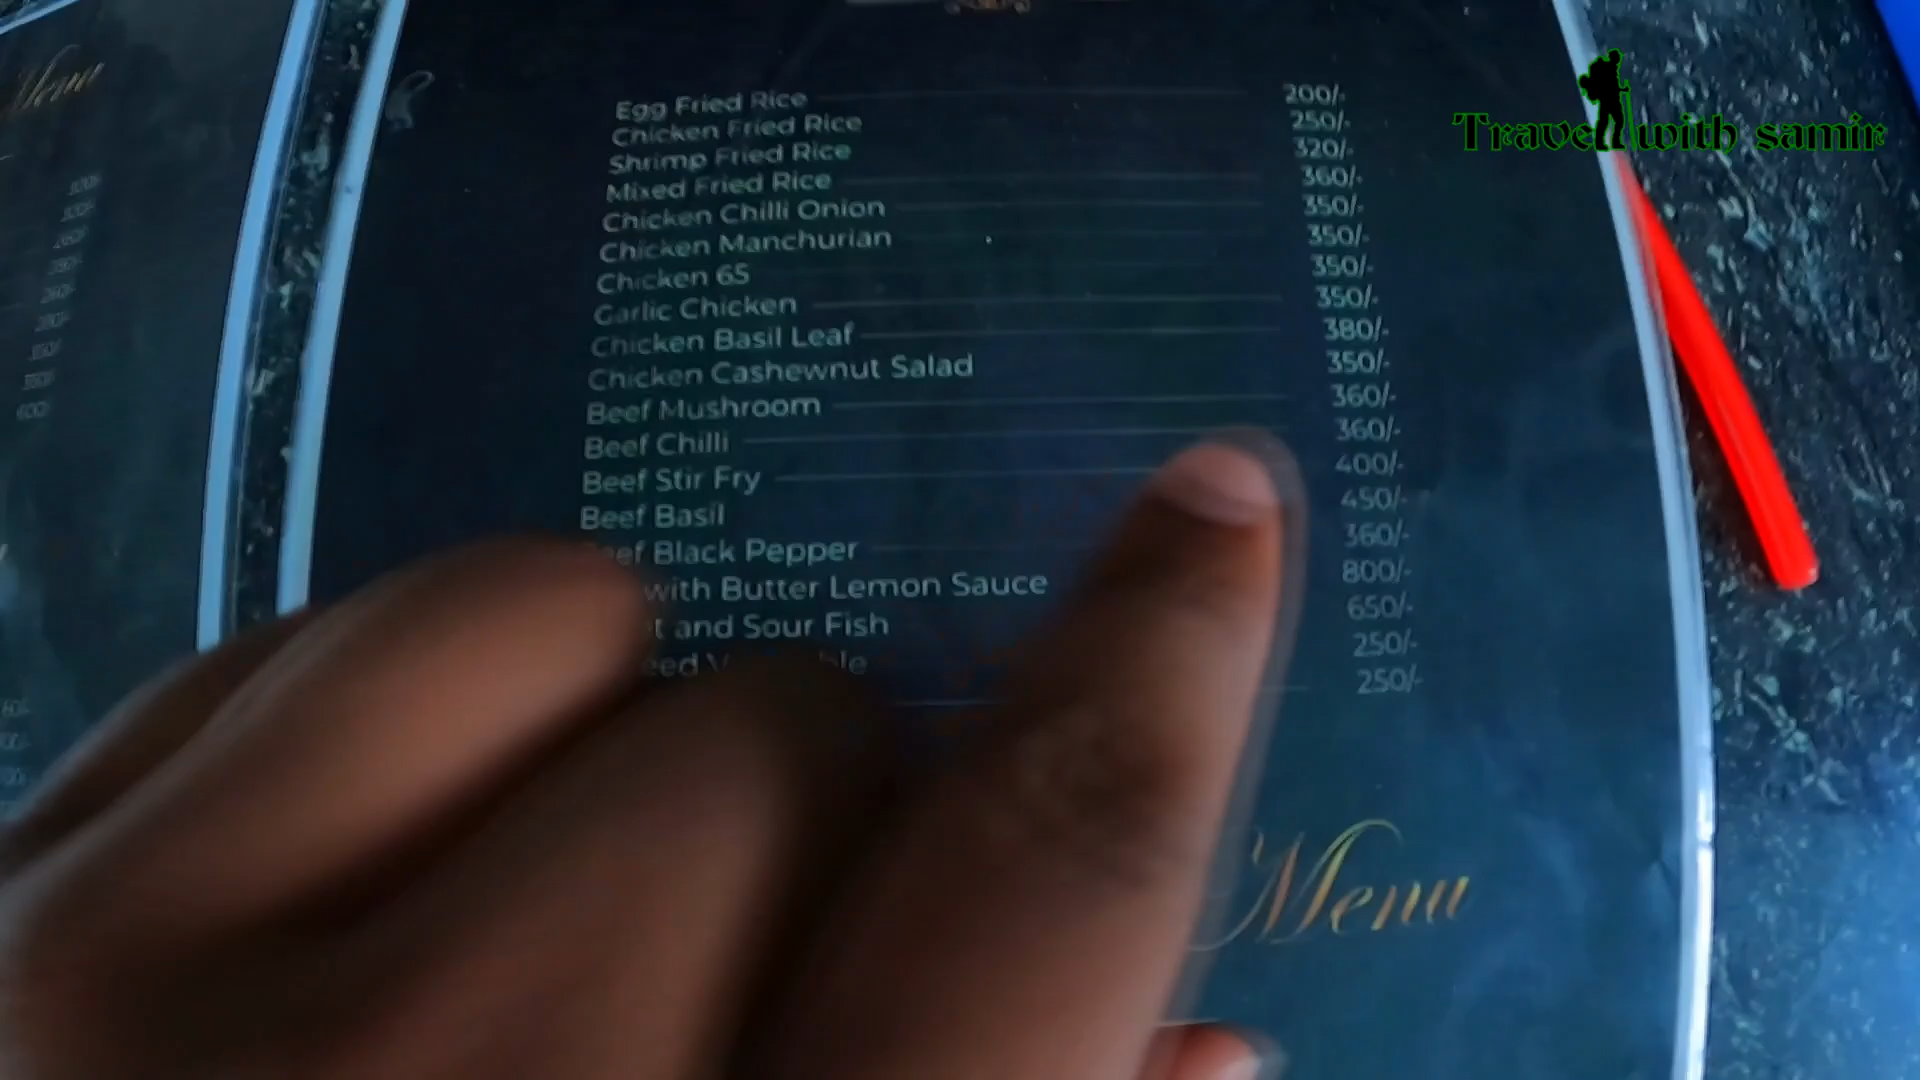 Menu
Travel with samir
Egg Fried Rice 200/-
Chicken Fried Rice 250/-
Shrimp Fried Rice 320/-
Mixed Fried Rice 360/-
Chicken Chilli Onion 350/-
Chicken Manchurian 350/-
Chicken 65 350/-
Garlic Chicken 350/-
Chicken Basil Leaf 380/-
Chicken Cashewnut Salad 350/-
Beef Mushroom 360/-
Beef Chilli 360/-
Beef Stir Fry 400/-
Beef Basil 450/-
Beef Black Pepper 360/-
with Butter Lemon Sauce 800/-
and Sour Fish 650/-
250/-
250/-
Menu